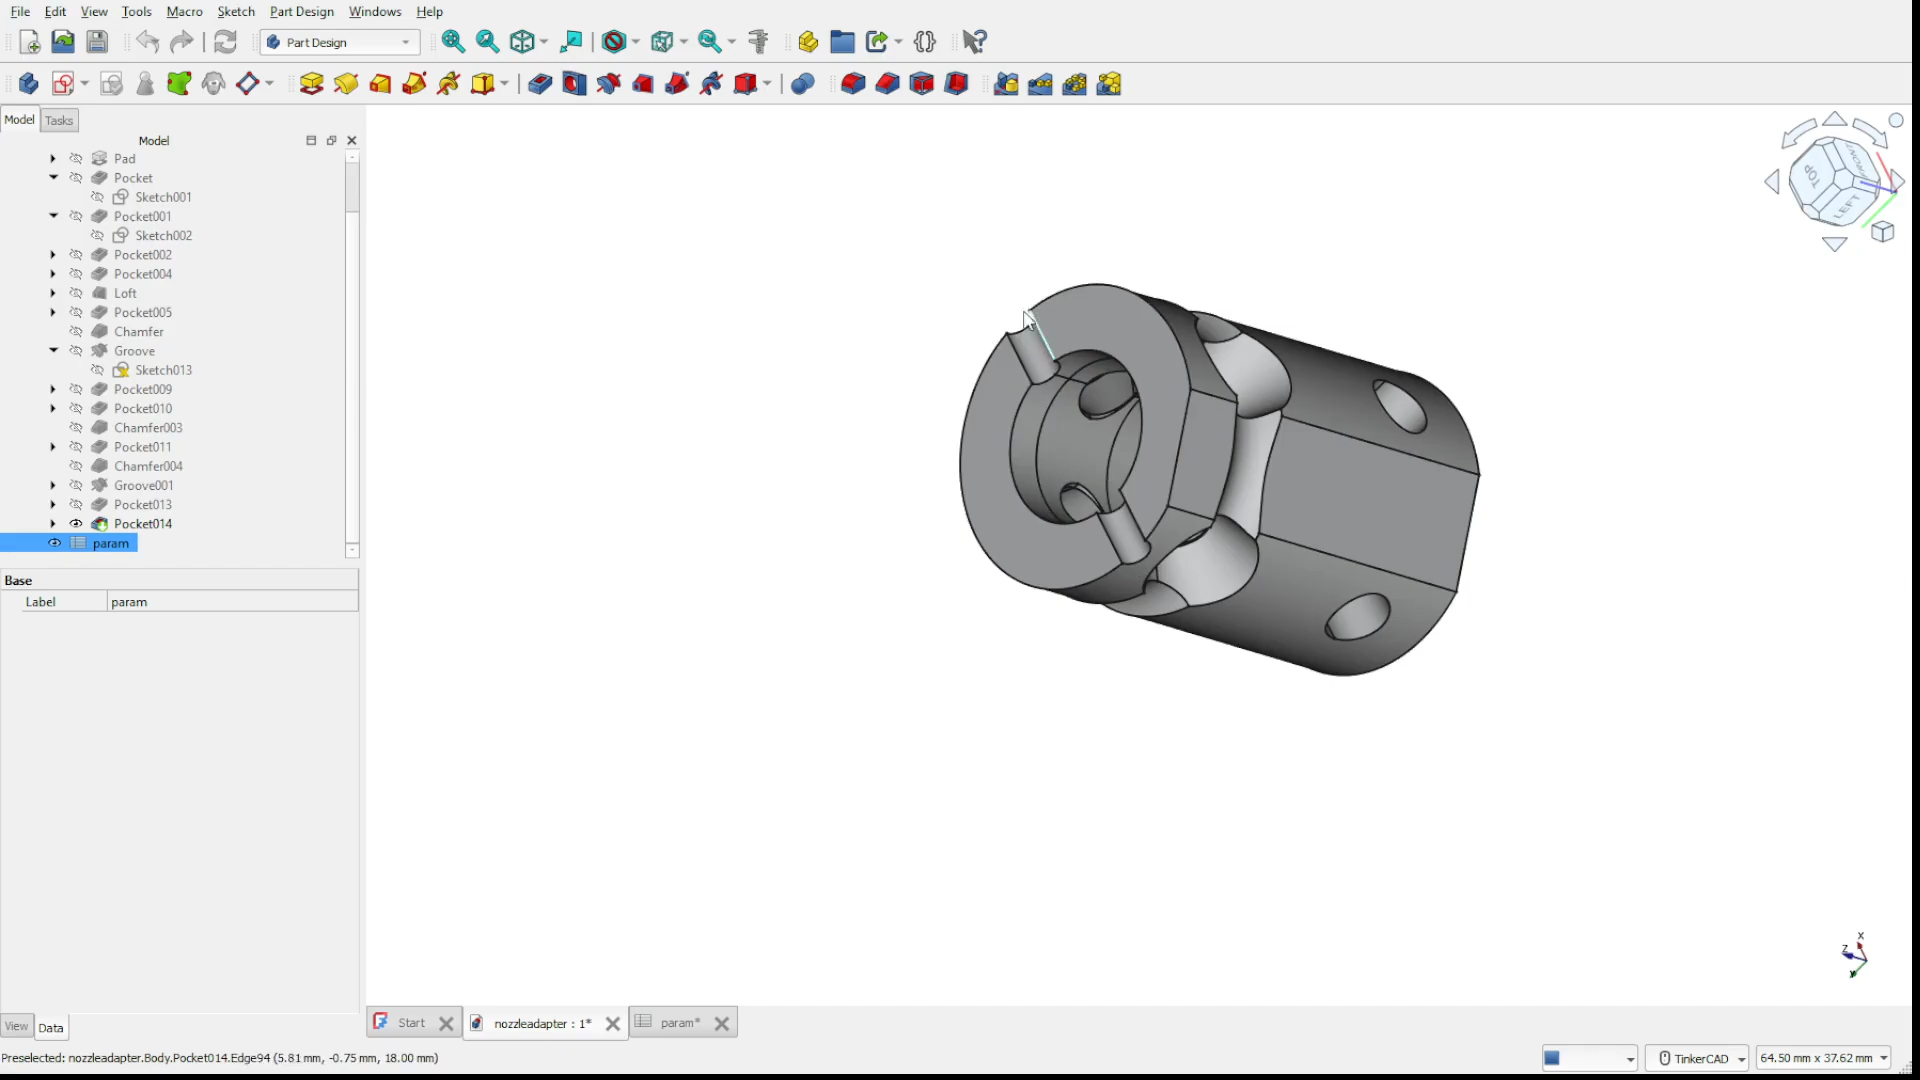 File Edit View Tools Macro Sketch Part Design Windows Help
Part Design
Model Tasks
Model
Pad
Pocket
Sketch001
Pocket001
Sketch002
Pocket002
Pocket004
Loft
Pocket005
Chamfer
Groove
Sketch013
Pocket009
Pocket010
Chamfer003
Pocket011
Chamfer004
Groove001
Pocket013
Pocket014
param
Base
Label param
TOP
FRONT
LEFT
X
Z
Y
View Data
Start nozzleadapter : 1* param*
Preselected: nozzleadapter.Body.Pocket014.Edge94 (5.81 mm, -0.75 mm, 18.00 mm)
TinkerCAD 64.50 mm x 37.62 mm